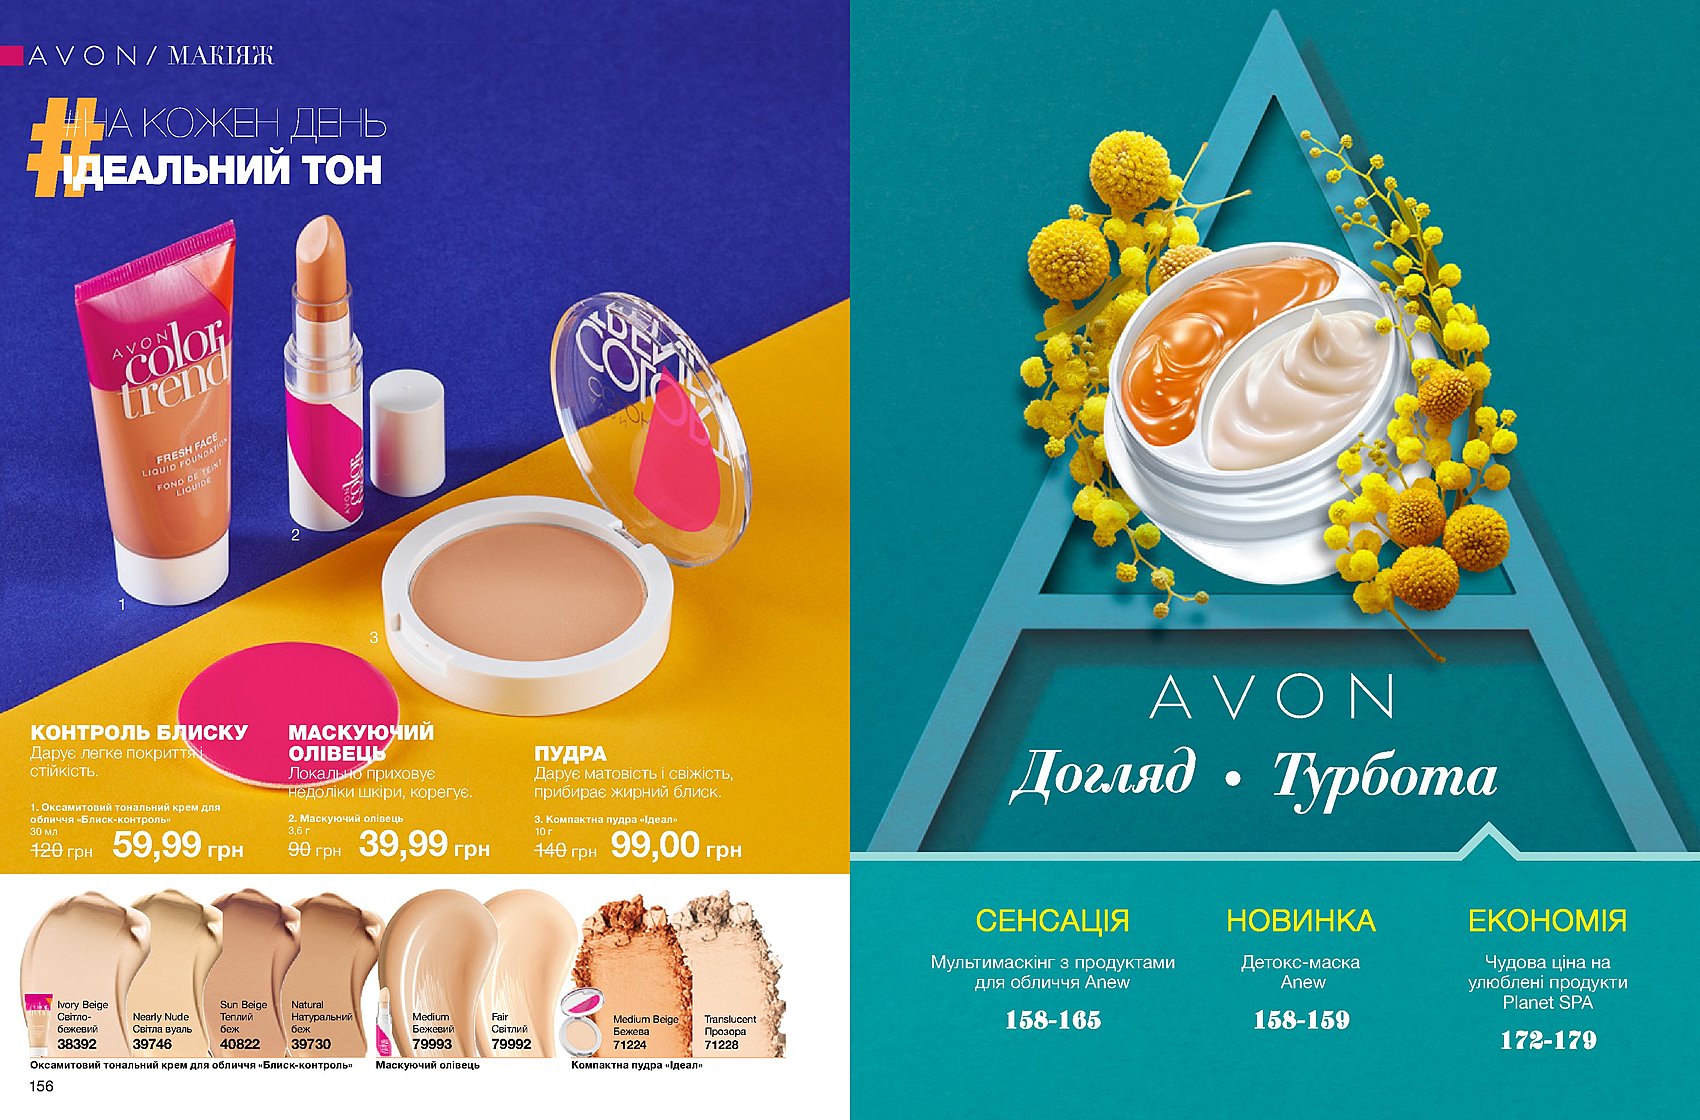 AVON / МАКІЯЖ
#НА КОЖЕН ДЕНЬ
ІДЕАЛЬНИЙ ТОН
AVON
color
trend
FRESH FACE
LIQUID FOUNDATION
FOND DE TEINT
LIQUIDE
AVON
color
1
2
3
КОНТРОЛЬ БЛИСКУ
Дарує легке покриття і
стійкість.
1. Оксамитовий тональний крем для
обличчя «Блиск-контроль»
30 мл
120 грн 59,99 грн
МАСКУЮЧИЙ
ОЛІВЕЦЬ
Локально приховує
недоліки шкіри, корегує.
2. Маскуючий олівець
3,6 г
90 грн 39,99 грн
ПУДРА
Дарує матовість і свіжість,
прибирає жирний блиск.
3. Компактна пудра «Ідеал»
10 г
140 грн 99,00 грн
Ivory Beige
Світло-
бежевий
38392
Nearly Nude
Світла вуаль
39746
Sun Beige
Теплий
беж
40822
Natural
Натуральний
беж
39730
Medium
Бежевий
79993
Fair
Світлий
79992
Medium Beige
Бежева
71224
Translucent
Прозора
71228
Оксамитовий тональний крем для обличчя «Блиск-контроль»
Маскуючий олівець
Компактна пудра «Ідеал»
156
AVON
Догляд • Турбота
СЕНСАЦІЯ
Мультимаскінг з продуктами
для обличчя Anew
158-165
НОВИНКА
Детокс-маска
Anew
158-159
ЕКОНОМІЯ
Чудова ціна на
улюблені продукти
Planet SPA
172-179